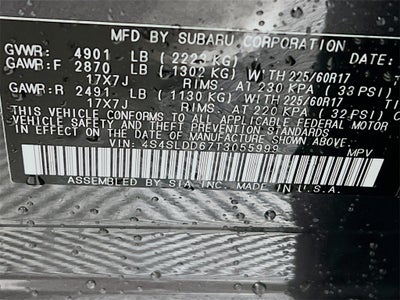 MFD BY SUBARU CORPORATION
GVWR: 4901 LB ( 2223 KG) DATE:
GAWR:F 2870 LB ( 1302 KG) WITH 225/60R17
17X7J RIMS, AT 230 KPA ( 33 PSI)
GAWR:R 2491 LB ( 1130 KG) WITH 225/60R17
17X7J RIMS, AT 220 KPA ( 32 PSI)
THIS VEHICLE CONFORMS TO ALL APPLICABLE FEDERAL MOTOR
VEHICLE SAFETY AND THEFT PREVENTION STANDARDS
IN EFFECT ON THE DATE OF MANUFACTURE SHOWN
VIN: 4S4SLDD67T3055999 MPV
ASSEMBLED BY SIA INC. MADE IN U.S.A.